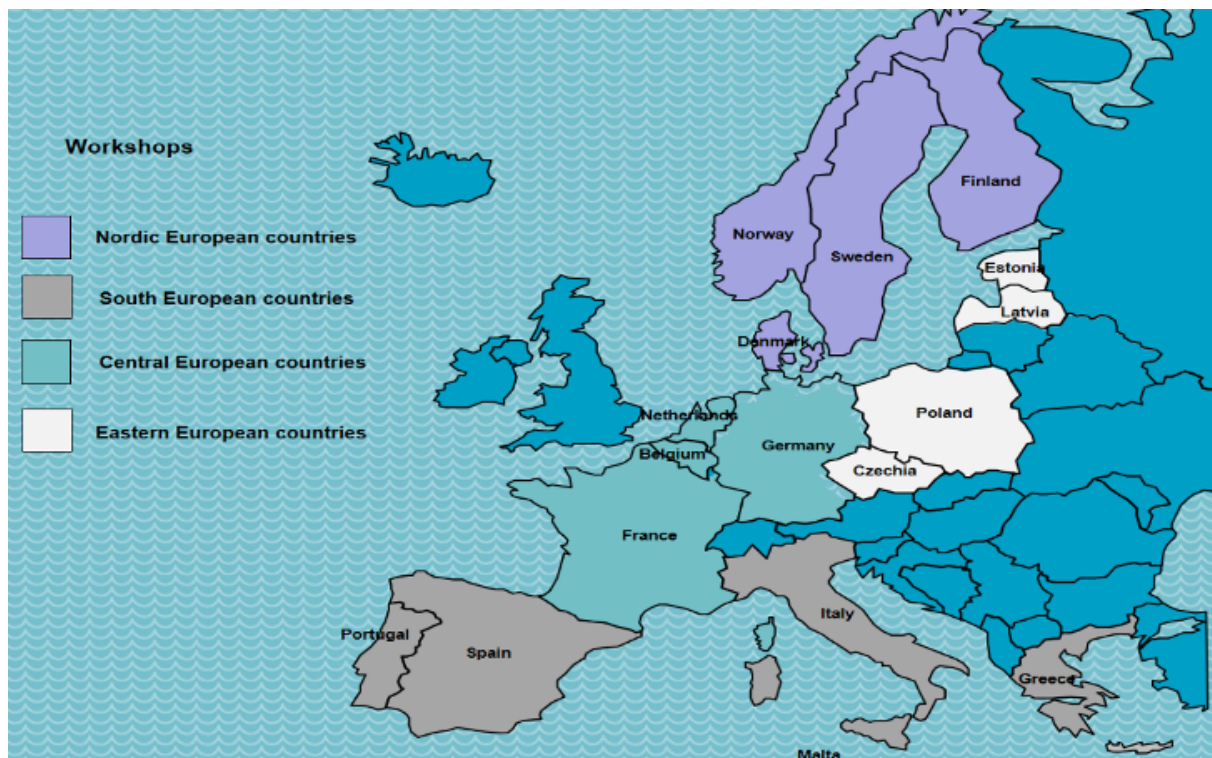 Workshops
Nordic European countries
South European countries
Central European countries
Eastern European countries
Finland
Norway
Sweden
Estonia
Latvia
Denmark
Netherlands
Poland
Belgium
Germany
Czechia
France
Italy
Portugal
Spain
Greece
Malta